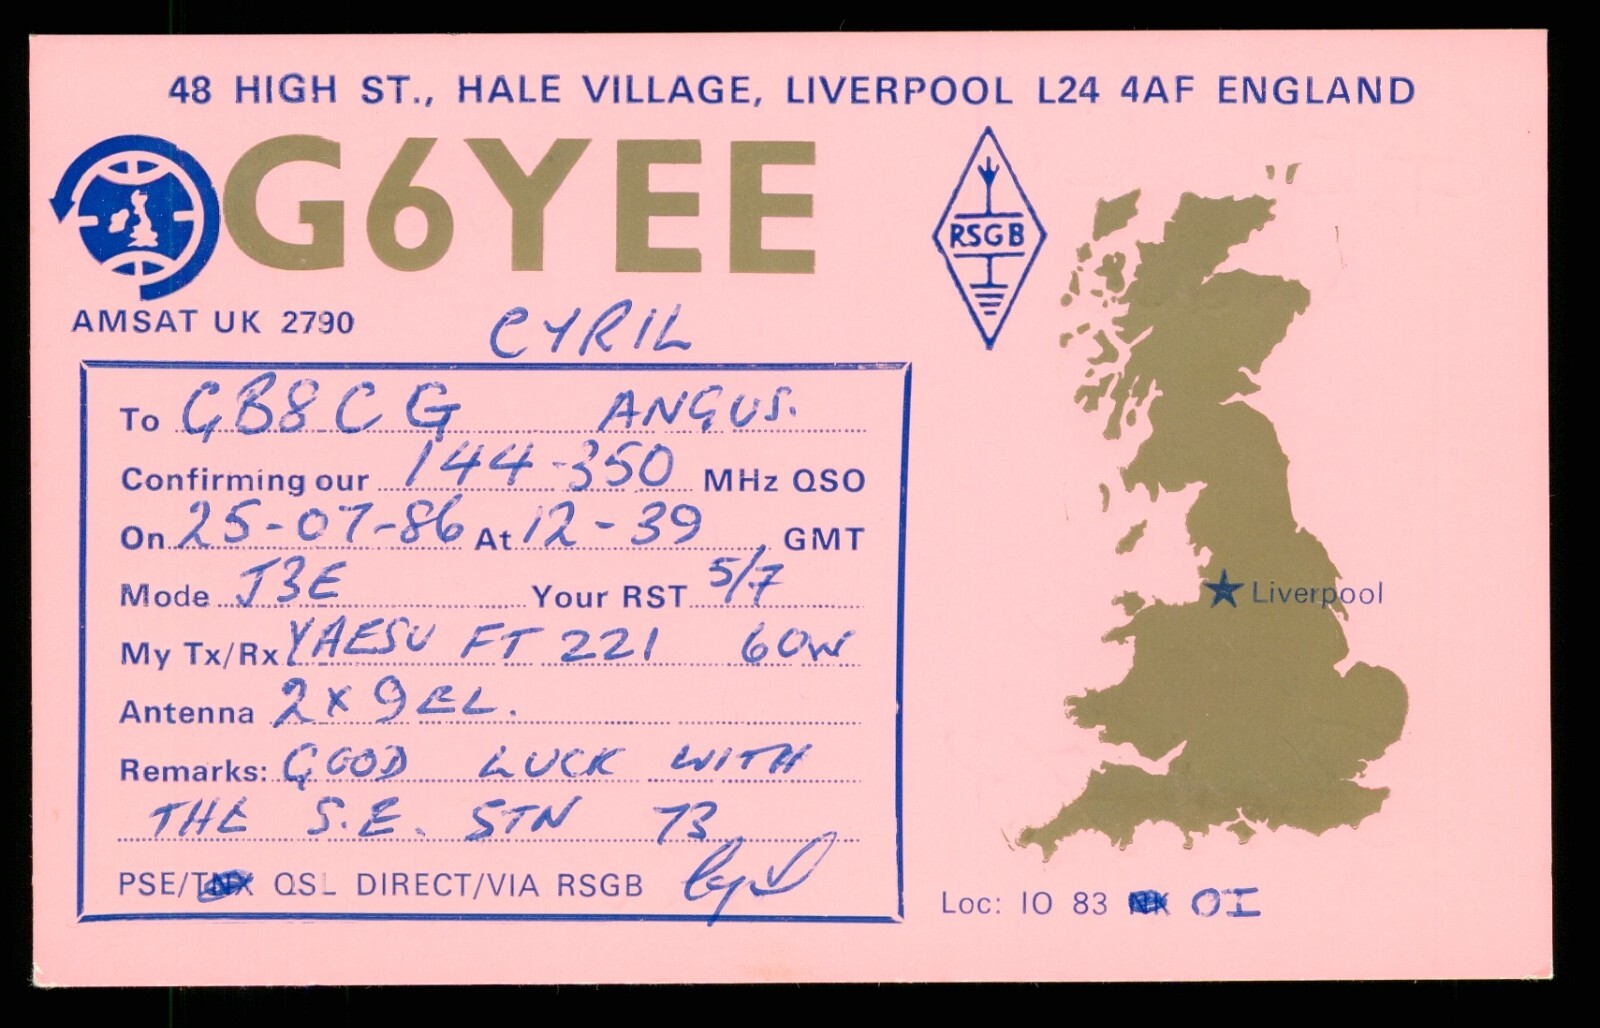 48 HIGH ST., HALE VILLAGE, LIVERPOOL L24 4AF ENGLAND
G6YEE
RSGB
AMSAT UK 2790
CYRIL
To GB8CG ANGUS.
Confirming our 144-350 MHz QSO
On 25-07-86 At 12-39 GMT
Mode J3E Your RST 5/7
Liverpool
My Tx/Rx YAESU FT 221 60W
Antenna 2X9EL.
Remarks: GOOD LUCK WITH
THE S.E. STN 73
PSE/TNX QSL DIRECT/VIA RSGB Cyril
Loc: IO 83 NK OI